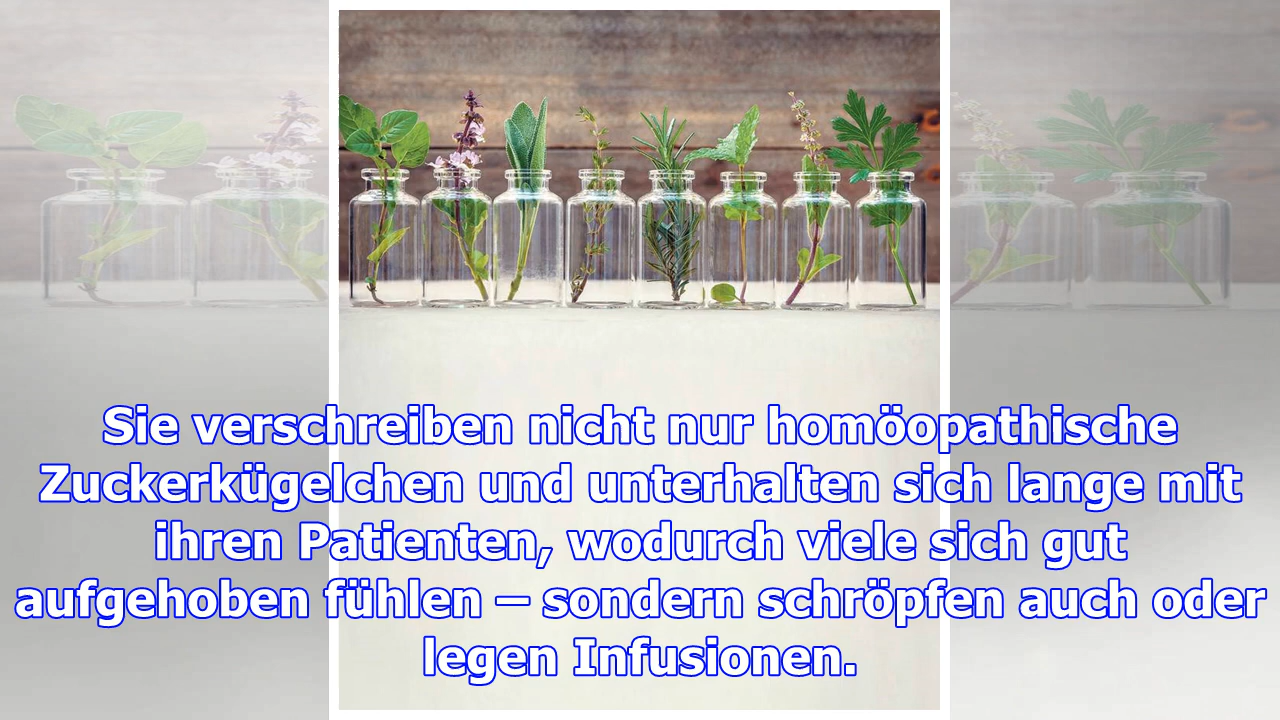 Sie verschreiben nicht nur homöopathische
Zuckerkügelchen und unterhalten sich lange mit
ihren Patienten, wodurch viele sich gut
aufgehoben fühlen – sondern schröpfen auch oder
legen Infusionen.